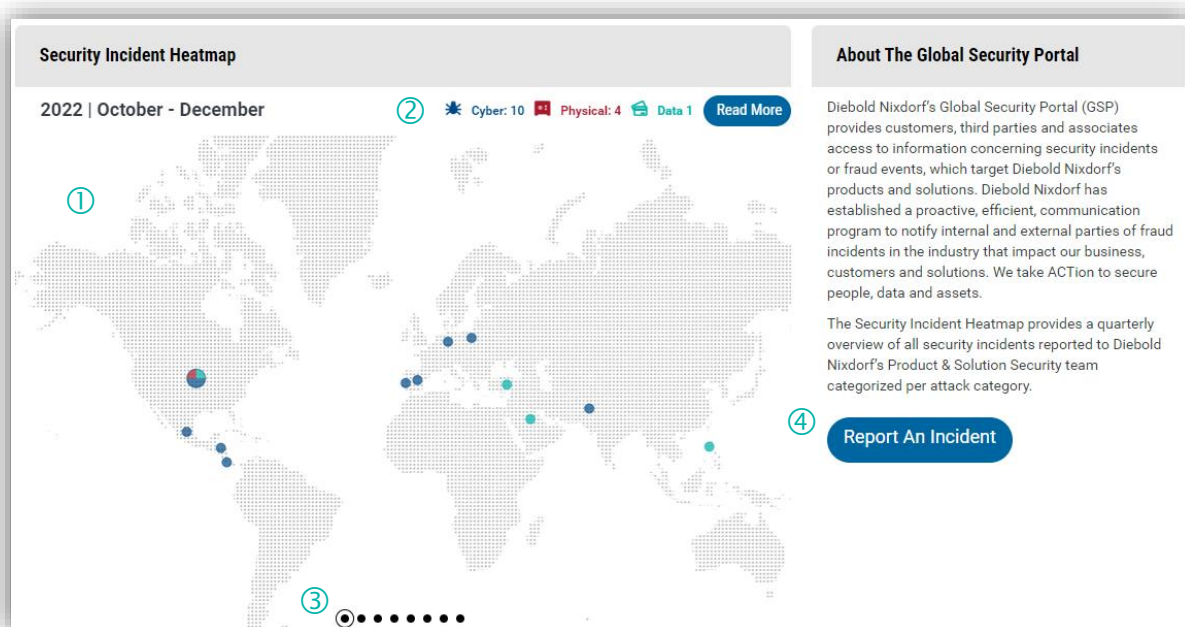 Security Incident Heatmap
2022 | October - December
② Cyber: 10 Physical: 4 Data 1 Read More
①
③
About The Global Security Portal
Diebold Nixdorf's Global Security Portal (GSP)
provides customers, third parties and associates
access to information concerning security incidents
or fraud events, which target Diebold Nixdorf's
products and solutions. Diebold Nixdorf has
established a proactive, efficient, communication
program to notify internal and external parties of fraud
incidents in the industry that impact our business,
customers and solutions. We take ACTion to secure
people, data and assets.
The Security Incident Heatmap provides a quarterly
overview of all security incidents reported to Diebold
Nixdorf's Product & Solution Security team
categorized per attack category.
④ Report An Incident